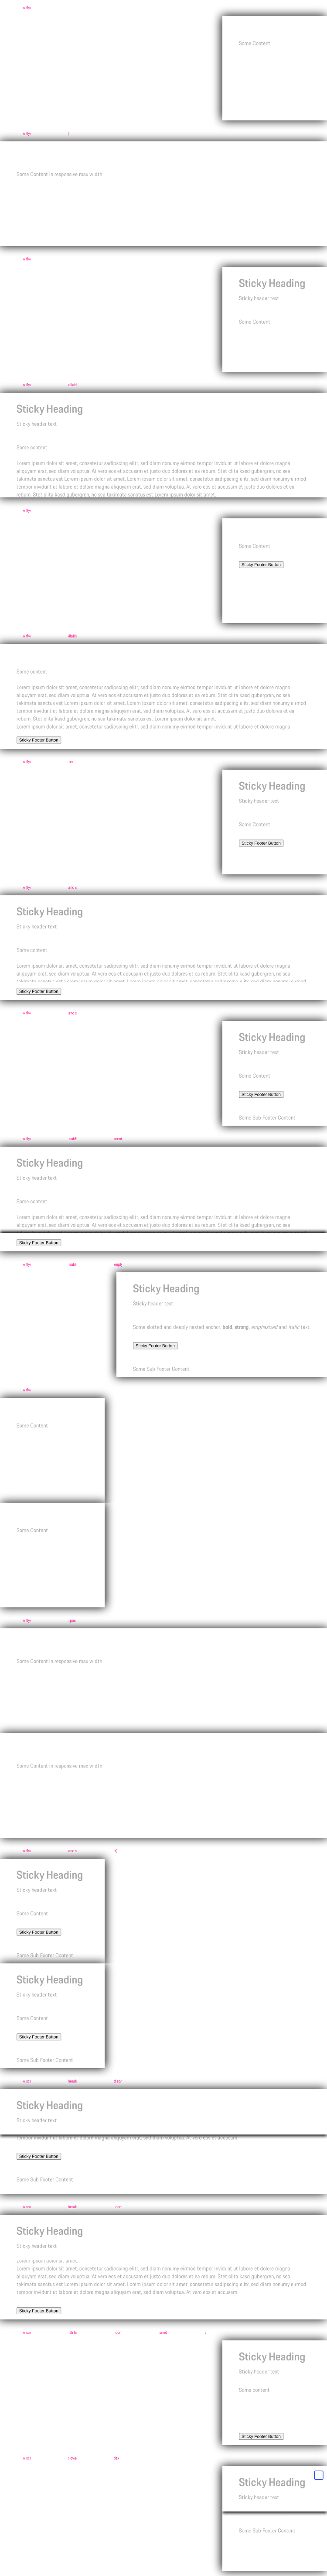 Some Content
Some Content in responsive max width
Sticky Heading
Sticky header text
Some Content
Sticky Heading
Sticky header text
Some content
Lorem ipsum dolor sit amet, consetetur sadipscing elitr, sed diam nonumy eirmod tempor invidunt ut labore et dolore magna
aliquyam erat, sed diam voluptua. At vero eos et accusam et justo duo dolores et ea rebum. Stet clita kasd gubergren, no sea
takimata sanctus est Lorem ipsum dolor sit amet. Lorem ipsum dolor sit amet, consetetur sadipscing elitr, sed diam nonumy eirmod
tempor invidunt ut labore et dolore magna aliquyam erat, sed diam voluptua. At vero eos et accusam et justo duo dolores et ea
rebum. Stet clita kasd gubergren, no sea takimata sanctus est Lorem ipsum dolor sit amet.
Some Content
Sticky Footer Button
Some content
Lorem ipsum dolor sit amet, consetetur sadipscing elitr, sed diam nonumy eirmod tempor invidunt ut labore et dolore magna
aliquyam erat, sed diam voluptua. At vero eos et accusam et justo duo dolores et ea rebum. Stet clita kasd gubergren, no sea
takimata sanctus est Lorem ipsum dolor sit amet. Lorem ipsum dolor sit amet, consetetur sadipscing elitr, sed diam nonumy eirmod
tempor invidunt ut labore et dolore magna aliquyam erat, sed diam voluptua. At vero eos et accusam et justo duo dolores et ea
rebum. Stet clita kasd gubergren, no sea takimata sanctus est Lorem ipsum dolor sit amet.
Lorem ipsum dolor sit amet, consetetur sadipscing elitr, sed diam nonumy eirmod tempor invidunt ut labore et dolore magna
Sticky Footer Button
Sticky Heading
Sticky header text
Some Content
Sticky Footer Button
Sticky Heading
Sticky header text
Some content
Lorem ipsum dolor sit amet, consetetur sadipscing elitr, sed diam nonumy eirmod tempor invidunt ut labore et dolore magna
aliquyam erat, sed diam voluptua. At vero eos et accusam et justo duo dolores et ea rebum. Stet clita kasd gubergren, no sea
takimata sanctus est Lorem ipsum dolor sit amet. Lorem ipsum dolor sit amet, consetetur sadipscing elitr, sed diam nonumy eirmod
Sticky Footer Button
Sticky Heading
Sticky header text
Some Content
Sticky Footer Button
Some Sub Footer Content
Sticky Heading
Sticky header text
Some content
Lorem ipsum dolor sit amet, consetetur sadipscing elitr, sed diam nonumy eirmod tempor invidunt ut labore et dolore magna
aliquyam erat, sed diam voluptua. At vero eos et accusam et justo duo dolores et ea rebum. Stet clita kasd gubergren, no sea
Sticky Footer Button
Sticky Heading
Sticky header text
Some slotted and deeply nested anchor, bold, strong, emphasized and italic text.
Sticky Footer Button
Some Sub Footer Content
Some Content
Some Content
Some Content in responsive max width
Some Content in responsive max width
Sticky Heading
Sticky header text
Some Content
Sticky Footer Button
Some Sub Footer Content
Sticky Heading
Sticky header text
Some Content
Sticky Footer Button
Some Sub Footer Content
Sticky Heading
Sticky header text
tempor invidunt ut labore et dolore magna aliquyam erat, sed diam voluptua. At vero eos et accusam.
Sticky Footer Button
Some Sub Footer Content
Sticky Heading
Sticky header text
Lorem ipsum dolor sit amet.
Lorem ipsum dolor sit amet, consetetur sadipscing elitr, sed diam nonumy eirmod tempor invidunt ut labore et dolore magna
aliquyam erat, sed diam voluptua. At vero eos et accusam et justo duo dolores et ea rebum. Stet clita kasd gubergren, no sea
takimata sanctus est Lorem ipsum dolor sit amet. Lorem ipsum dolor sit amet, consetetur sadipscing elitr, sed diam nonumy eirmod
tempor invidunt ut labore et dolore magna aliquyam erat, sed diam voluptua. At vero eos et accusam.
Sticky Footer Button
Sticky Heading
Sticky header text
Some content
Sticky Footer Button
Sticky Heading
Sticky header text
Some Sub Footer Content